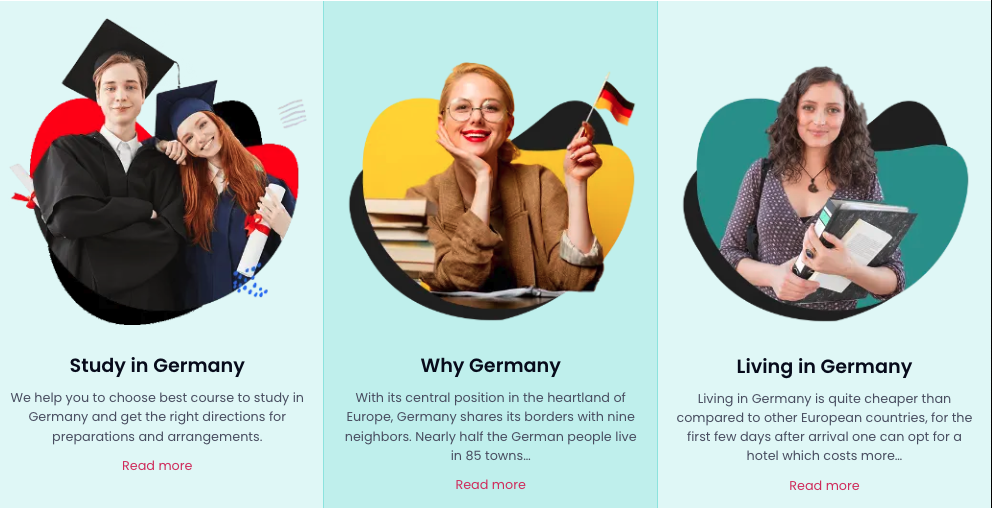 Study in Germany
We help you to choose best course to study in
Germany and get the right directions for
preparations and arrangements.
Read more
Why Germany
With its central position in the heartland of
Europe, Germany shares its borders with nine
neighbors. Nearly half the German people live
in 85 towns...
Read more
Living in Germany
Living in Germany is quite cheaper than
compared to other European countries, for the
first few days after arrival one can opt for a
hotel which costs more...
Read more